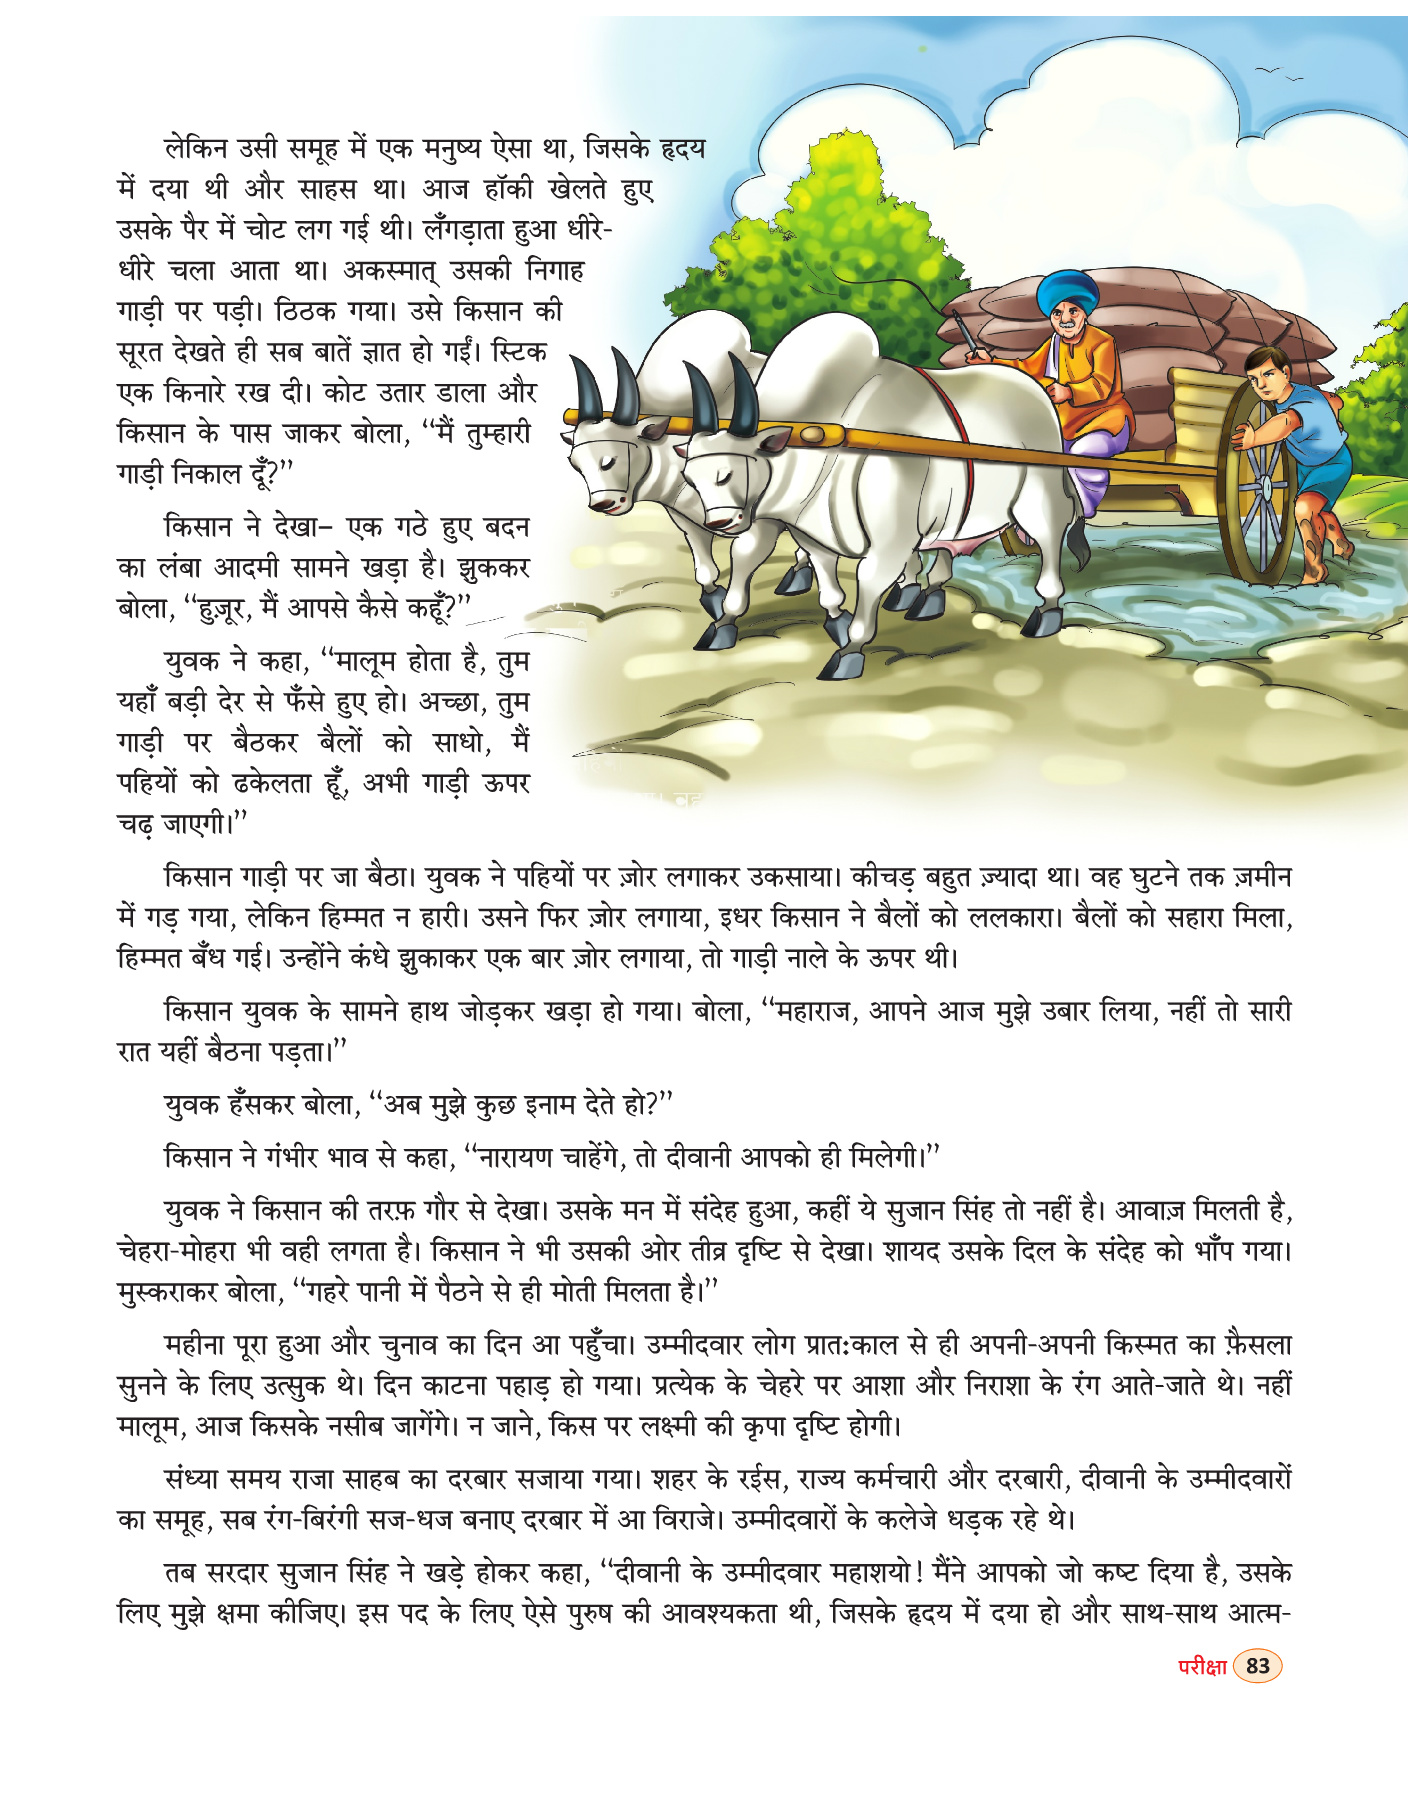 लेकिन उसी समूह में एक मनुष्य ऐसा था, जिसके हृदय
में दया थी और साहस था। आज हॉकी खेलते हुए
उसके पैर में चोट लग गई थी। लँगड़ाता हुआ धीरे-
धीरे चला आता था। अकस्मात् उसकी निगाह
गाड़ी पर पड़ी। ठिठक गया। उसे किसान की
सूरत देखते ही सब बातें ज्ञात हो गईं। स्टिक
एक किनारे रख दी। कोट उतार डाला और
किसान के पास जाकर बोला, ‘‘मैं तुम्हारी
गाड़ी निकाल दूँ?’’
किसान ने देखा– एक गठे हुए बदन
का लंबा आदमी सामने खड़ा है। झुककर
बोला, ‘‘हुज़ूर, मैं आपसे कैसे कहूँ?’’
युवक ने कहा, ‘‘मालूम होता है, तुम
यहाँ बड़ी देर से फँसे हुए हो। अच्छा, तुम
गाड़ी पर बैठकर बैलों को साधो, मैं
पहियों को ढकेलता हूँ, अभी गाड़ी ऊपर
चढ़ जाएगी।’’
किसान गाड़ी पर जा बैठा। युवक ने पहियों पर ज़ोर लगाकर उकसाया। कीचड़ बहुत ज़्यादा था। वह घुटने तक ज़मीन
में गड़ गया, लेकिन हिम्मत न हारी। उसने फिर ज़ोर लगाया, इधर किसान ने बैलों को ललकारा। बैलों को सहारा मिला,
हिम्मत बँध गई। उन्होंने कंधे झुकाकर एक बार ज़ोर लगाया, तो गाड़ी नाले के ऊपर थी।
किसान युवक के सामने हाथ जोड़कर खड़ा हो गया। बोला, ‘‘महाराज, आपने आज मुझे उबार लिया, नहीं तो सारी
रात यहीं बैठना पड़ता।’’
युवक हँसकर बोला, ‘‘अब मुझे कुछ इनाम देते हो?’’
किसान ने गंभीर भाव से कहा, ‘‘नारायण चाहेंगे, तो दीवानी आपको ही मिलेगी।’’
युवक ने किसान की तरफ़ गौर से देखा। उसके मन में संदेह हुआ, कहीं ये सुजान सिंह तो नहीं है। आवाज़ मिलती है,
चेहरा-मोहरा भी वही लगता है। किसान ने भी उसकी ओर तीव्र दृष्टि से देखा। शायद उसके दिल के संदेह को भाँप गया।
मुस्कराकर बोला, ‘‘गहरे पानी में पैठने से ही मोती मिलता है।’’
महीना पूरा हुआ और चुनाव का दिन आ पहुँचा। उम्मीदवार लोग प्रातःकाल से ही अपनी-अपनी किस्मत का फ़ैसला
सुनने के लिए उत्सुक थे। दिन काटना पहाड़ हो गया। प्रत्येक के चेहरे पर आशा और निराशा के रंग आते-जाते थे। नहीं
मालूम, आज किसके नसीब जागेंगे। न जाने, किस पर लक्ष्मी की कृपा दृष्टि होगी।
संध्या समय राजा साहब का दरबार सजाया गया। शहर के रईस, राज्य कर्मचारी और दरबारी, दीवानी के उम्मीदवारों
का समूह, सब रंग-बिरंगी सज-धज बनाए दरबार में आ विराजे। उम्मीदवारों के कलेजे धड़क रहे थे।
तब सरदार सुजान सिंह ने खड़े होकर कहा, ‘‘दीवानी के उम्मीदवार महाशयो! मैंने आपको जो कष्ट दिया है, उसके
लिए मुझे क्षमा कीजिए। इस पद के लिए ऐसे पुरुष की आवश्यकता थी, जिसके हृदय में दया हो और साथ-साथ आत्म-
परीक्षा 83